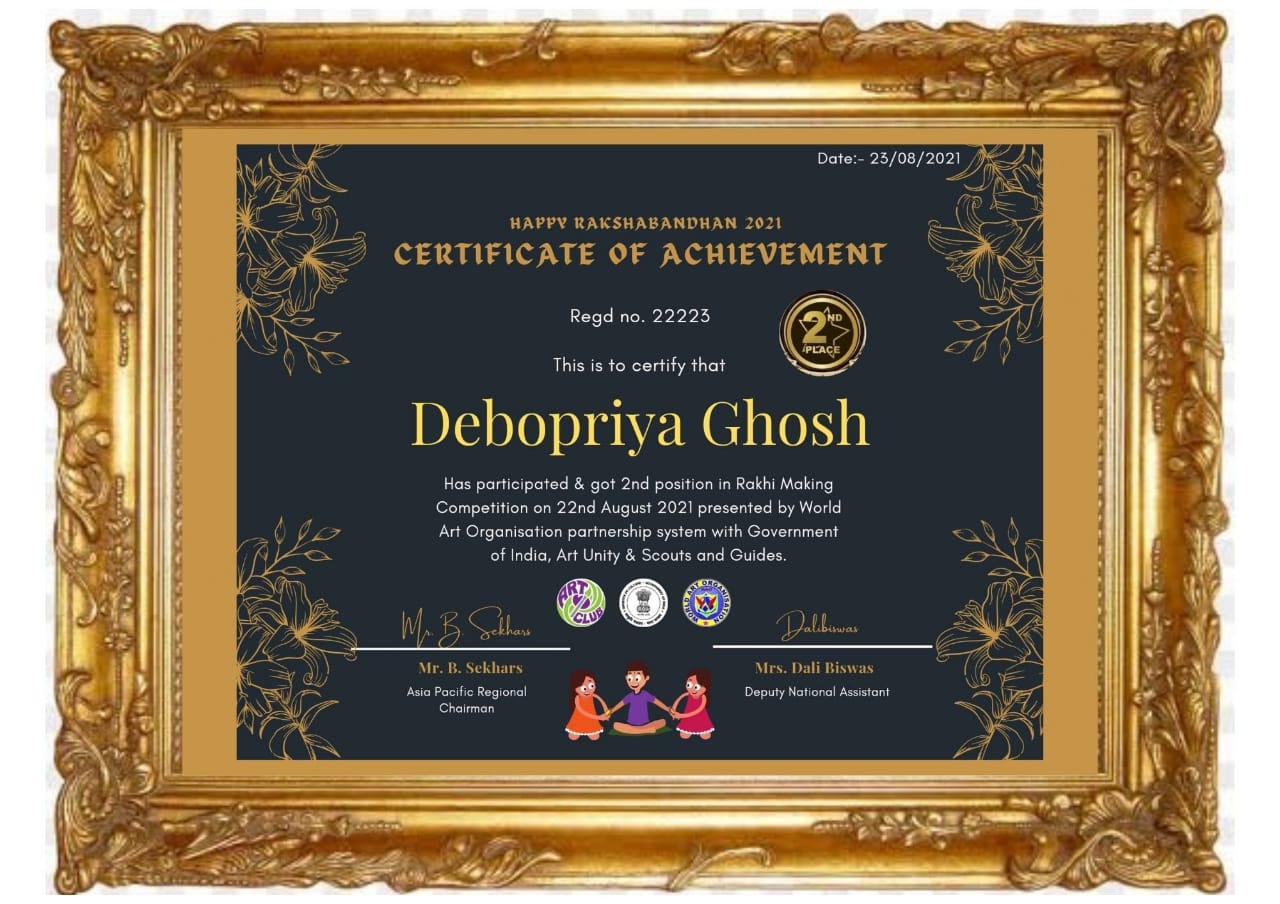 Date:- 23/08/2021
HAPPY RAKSHABANDHAN 2021
CERTIFICATE OF ACHIEVEMENT
Regd no. 22223
2ND
PLACE
This is to certify that
Debopriya Ghosh
Has participated & got 2nd position in Rakhi Making
Competition on 22nd August 2021 presented by World
Art Organisation partnership system with Government
of India, Art Unity & Scouts and Guides.
ART
CLUB
WORLD ART ORGANISATION
Mr. B. Sekhars
Dalibiswas
Mr. B. Sekhars
Mrs. Dali Biswas
Asia Pacific Regional
Chairman
Deputy National Assistant